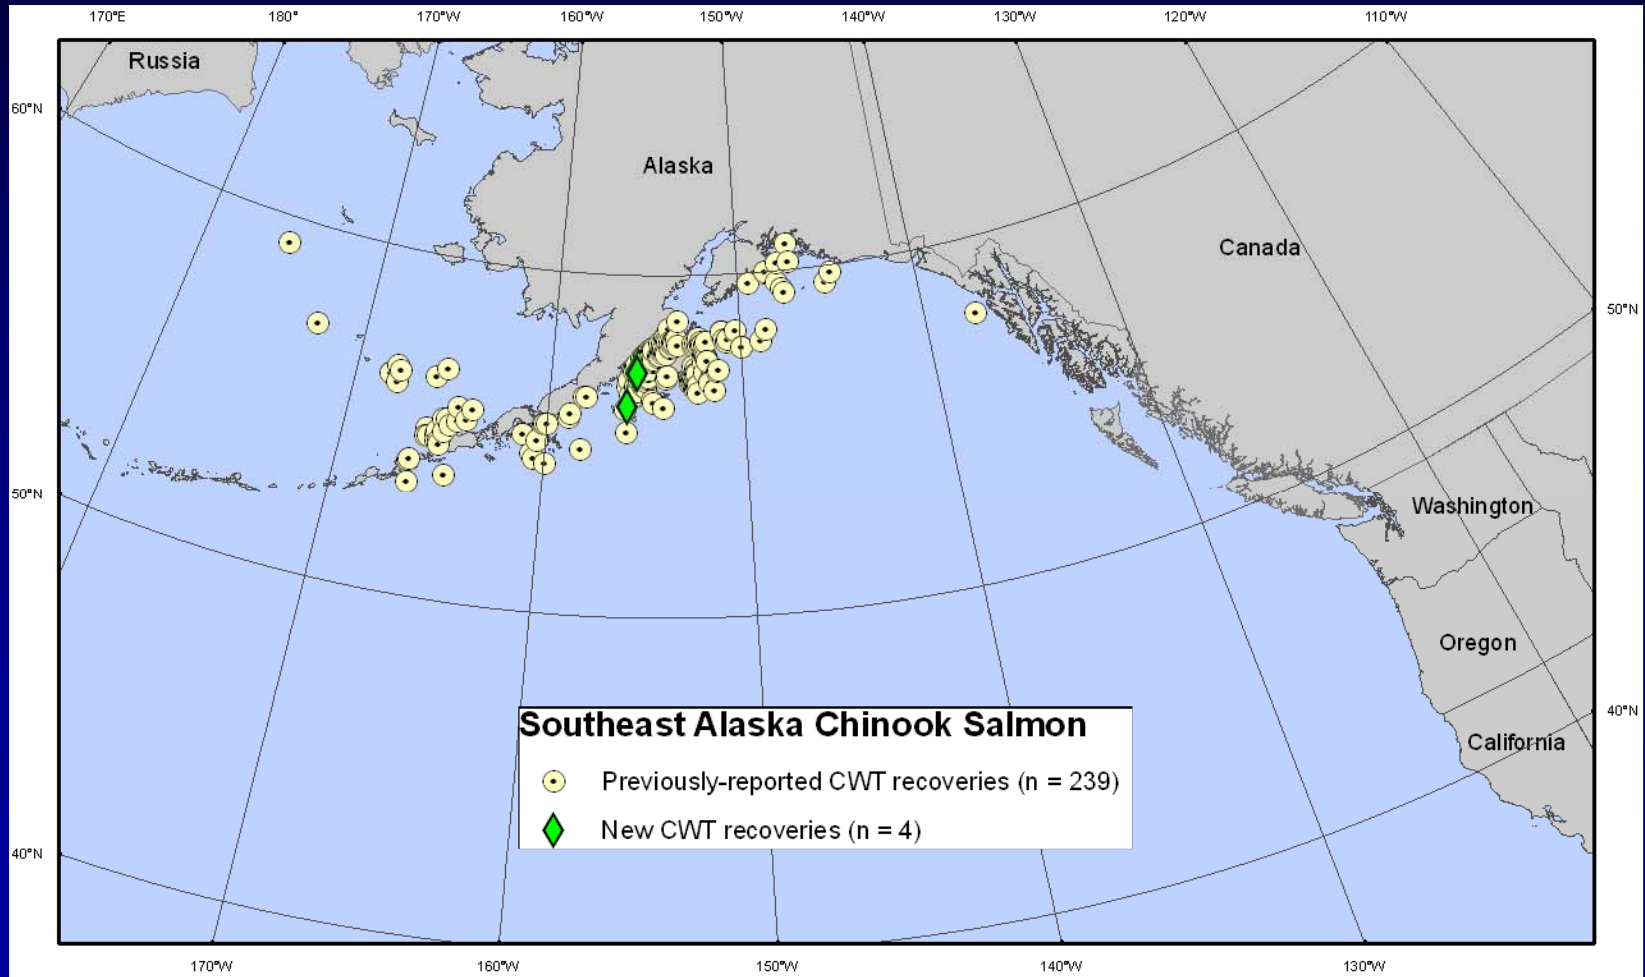 170°E 180° 170°W 160°W 150°W 140°W 130°W 120°W 110°W
Russia
60°N
Alaska
Canada
50°N
50°N
Washington
Oregon
40°N
California
Southeast Alaska Chinook Salmon
Previously-reported CWT recoveries (n = 239)
New CWT recoveries (n = 4)
40°N
170°W 160°W 150°W 140°W 130°W